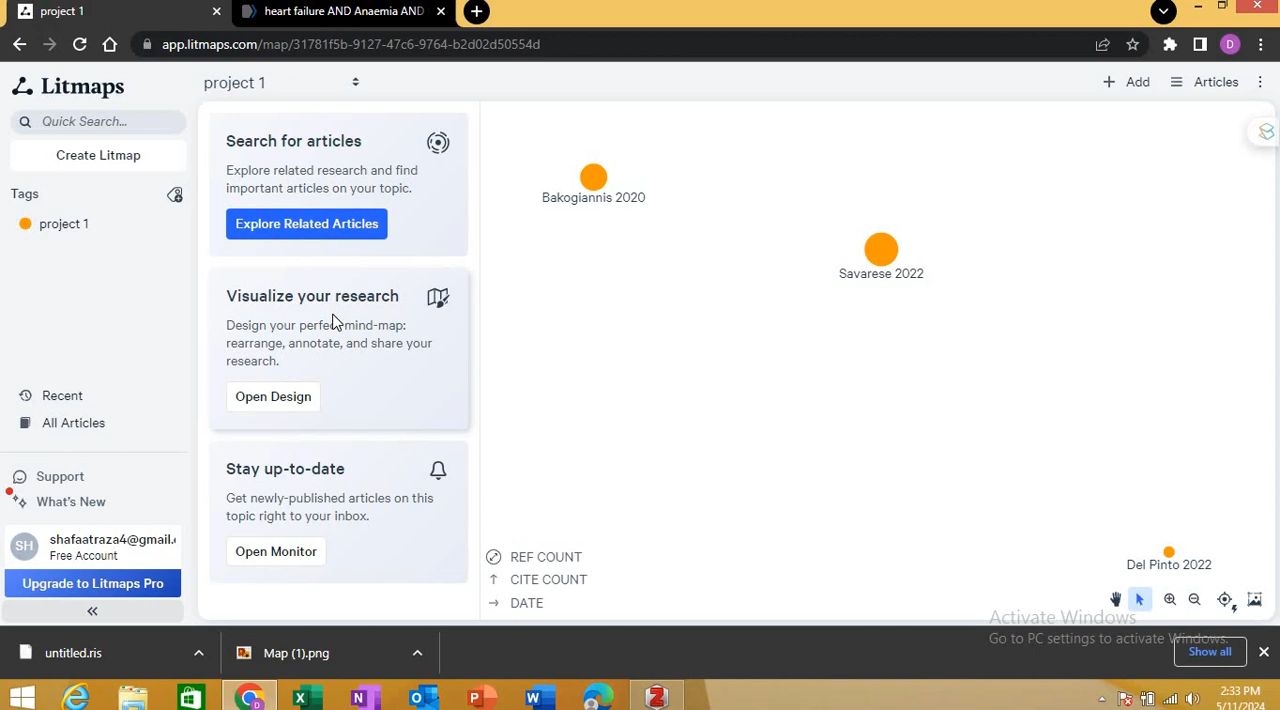 project 1
heart failure AND Anaemia AND
app.litmaps.com/map/31781f5b-9127-47c6-9764-b2d02d50554d
D
Litmaps
project 1
Add
Articles
Quick Search...
Create Litmap
Tags
project 1
Recent
All Articles
Support
What's New
SH
shafaatraza4@gmail.
Free Account
Upgrade to Litmaps Pro
Search for articles
Explore related research and find
important articles on your topic.
Explore Related Articles
Visualize your research
Design your perfect mind-map:
rearrange, annotate, and share your
research.
Open Design
Stay up-to-date
Get newly-published articles on this
topic right to your inbox.
Open Monitor
Bakogiannis 2020
Savarese 2022
Del Pinto 2022
REF COUNT
CITE COUNT
DATE
Activate Windows
Go to PC settings to activate Windows.
untitled.ris
Map (1).png
Show all
2:33 PM
5/11/2024